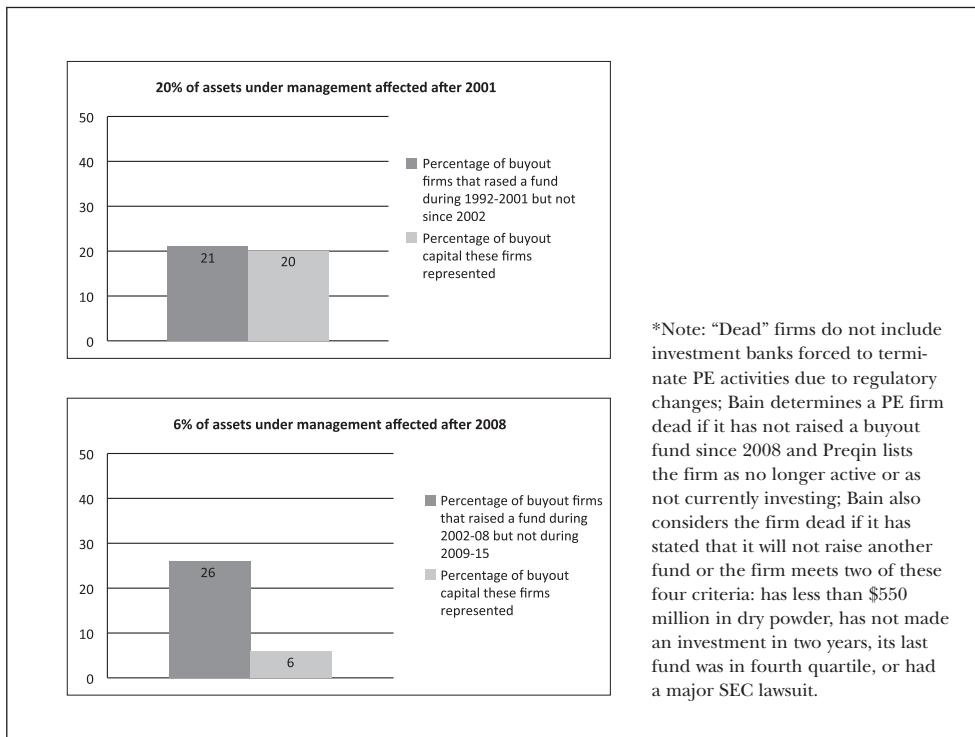 20% of assets under management affected after 2001
50
40
30
20
10
0
21
20
Percentage of buyout
firms that rased a fund
during 1992-2001 but not
since 2002
Percentage of buyout
capital these firms
represented
6% of assets under management affected after 2008
50
40
30
20
10
0
26
6
Percentage of buyout firms
that raised a fund during
2002-08 but not during
2009-15
Percentage of buyout
capital these firms
represented
*Note: “Dead” firms do not include
investment banks forced to termi-
nate PE activities due to regulatory
changes; Bain determines a PE firm
dead if it has not raised a buyout
fund since 2008 and Preqin lists
the firm as no longer active or as
not currently investing; Bain also
considers the firm dead if it has
stated that it will not raise another
fund or the firm meets two of these
four criteria: has less than $550
million in dry powder, has not made
an investment in two years, its last
fund was in fourth quartile, or had
a major SEC lawsuit.